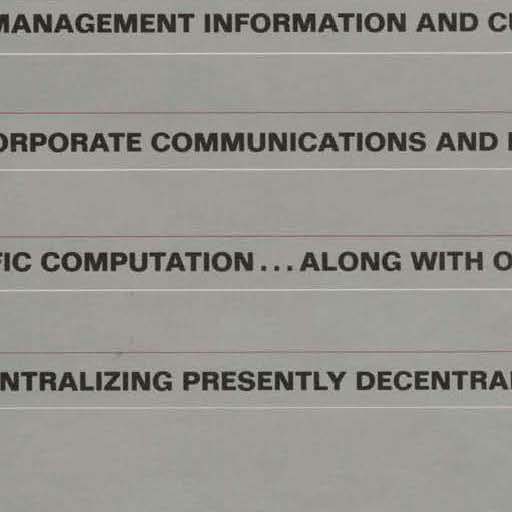 MANAGEMENT INFORMATION AND CU
ORPORATE COMMUNICATIONS AND
FIC COMPUTATION...ALONG WITH O
NTRALIZING PRESENTLY DECENTRA